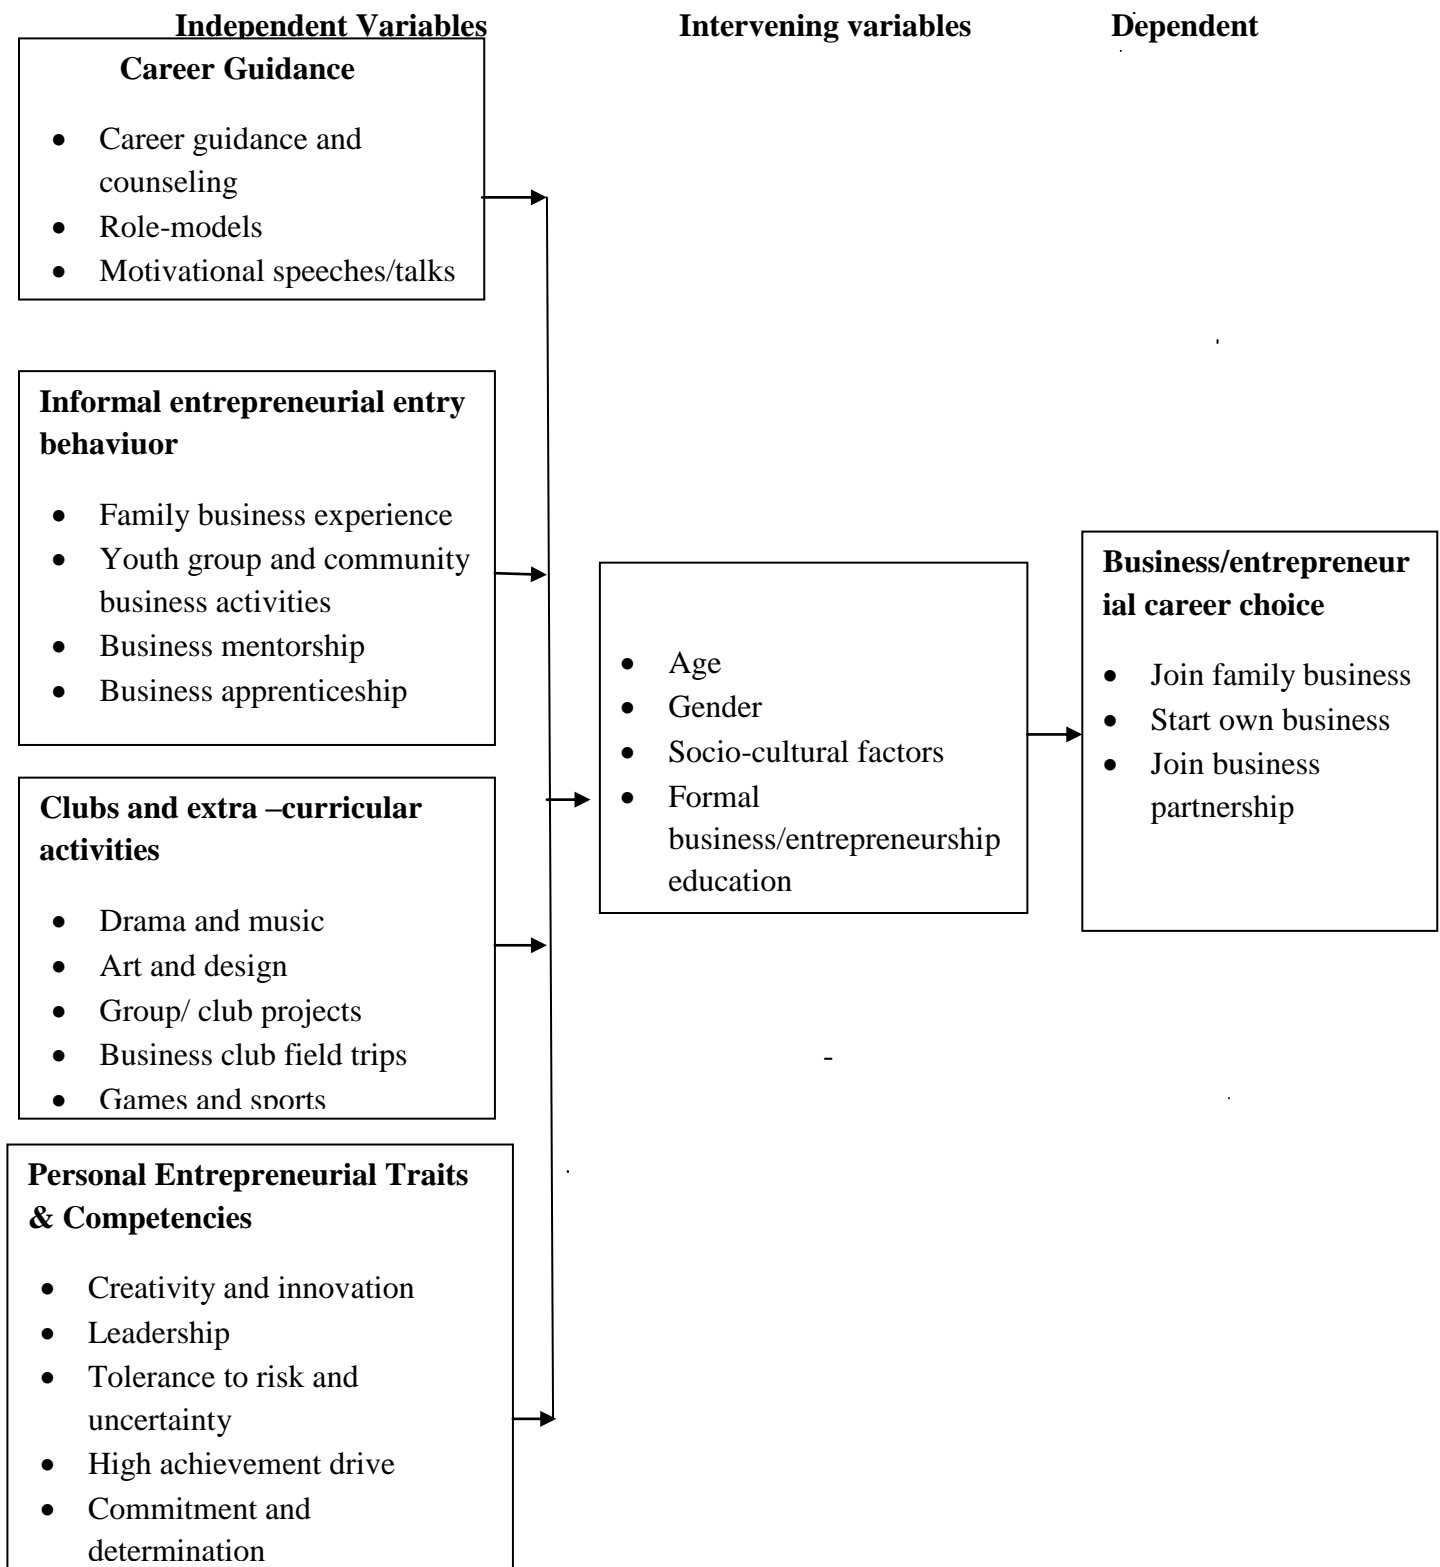 Independent Variables
Intervening variables
Dependent
Career Guidance
• Career guidance and
counseling
• Role-models
• Motivational speeches/talks
Informal entrepreneurial entry
behaviuor
• Family business experience
• Youth group and community
business activities
• Business mentorship
• Business apprenticeship
Clubs and extra –curricular
activities
• Drama and music
• Art and design
• Group/ club projects
• Business club field trips
• Games and sports
Personal Entrepreneurial Traits
& Competencies
• Creativity and innovation
• Leadership
• Tolerance to risk and
uncertainty
• High achievement drive
• Commitment and
determination
• Age
• Gender
• Socio-cultural factors
• Formal
business/entrepreneurship
education
Business/entrepreneur
ial career choice
• Join family business
• Start own business
• Join business
partnership
-